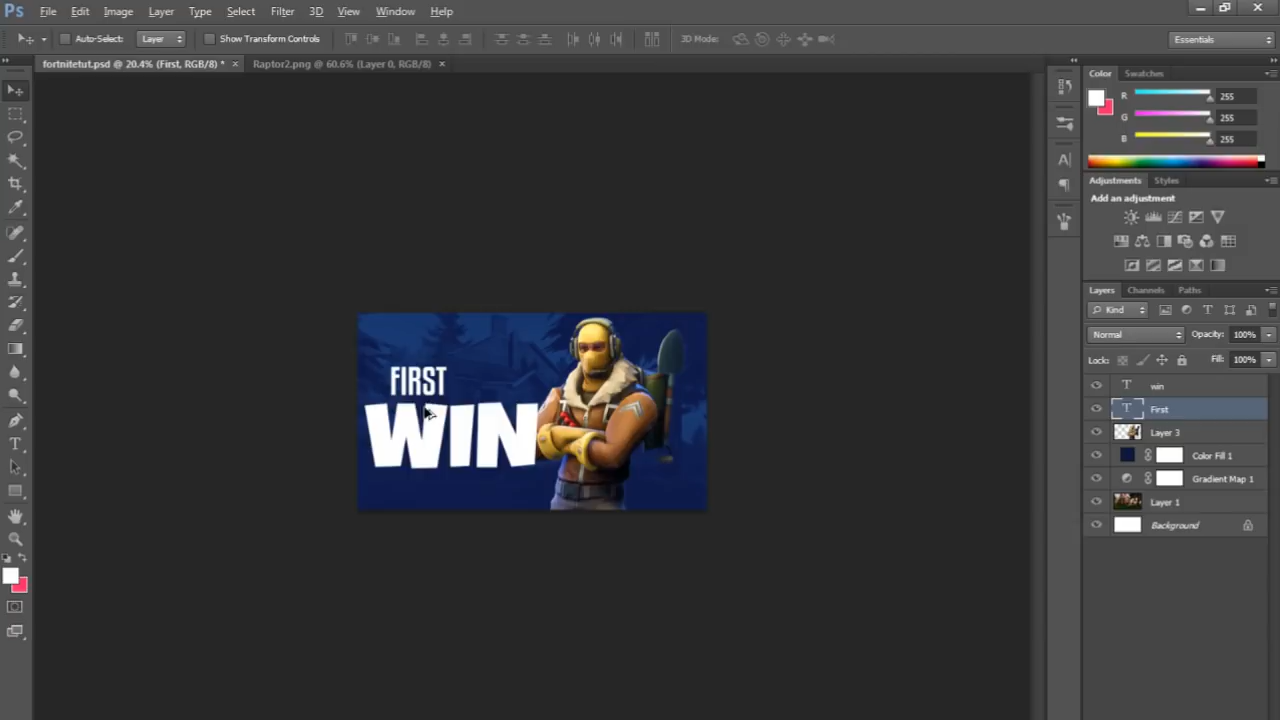 Ps File Edit Image Layer Type Select Filter 3D View Window Help
Auto-Select: Layer Show Transform Controls 3D Mode: Essentials
fortnitetut.psd @ 20.4% (First, RGB/8) * × Raptor2.png @ 60.6% (Layer 0, RGB/8) ×
Color Swatches
R 255
G 255
B 255
Adjustments Styles
Add an adjustment
Layers Channels Paths
Kind
Normal Opacity: 100%
Lock: Fill: 100%
win
First
Layer 3
Color Fill 1
Gradient Map 1
Layer 1
Background
FIRST
WIN